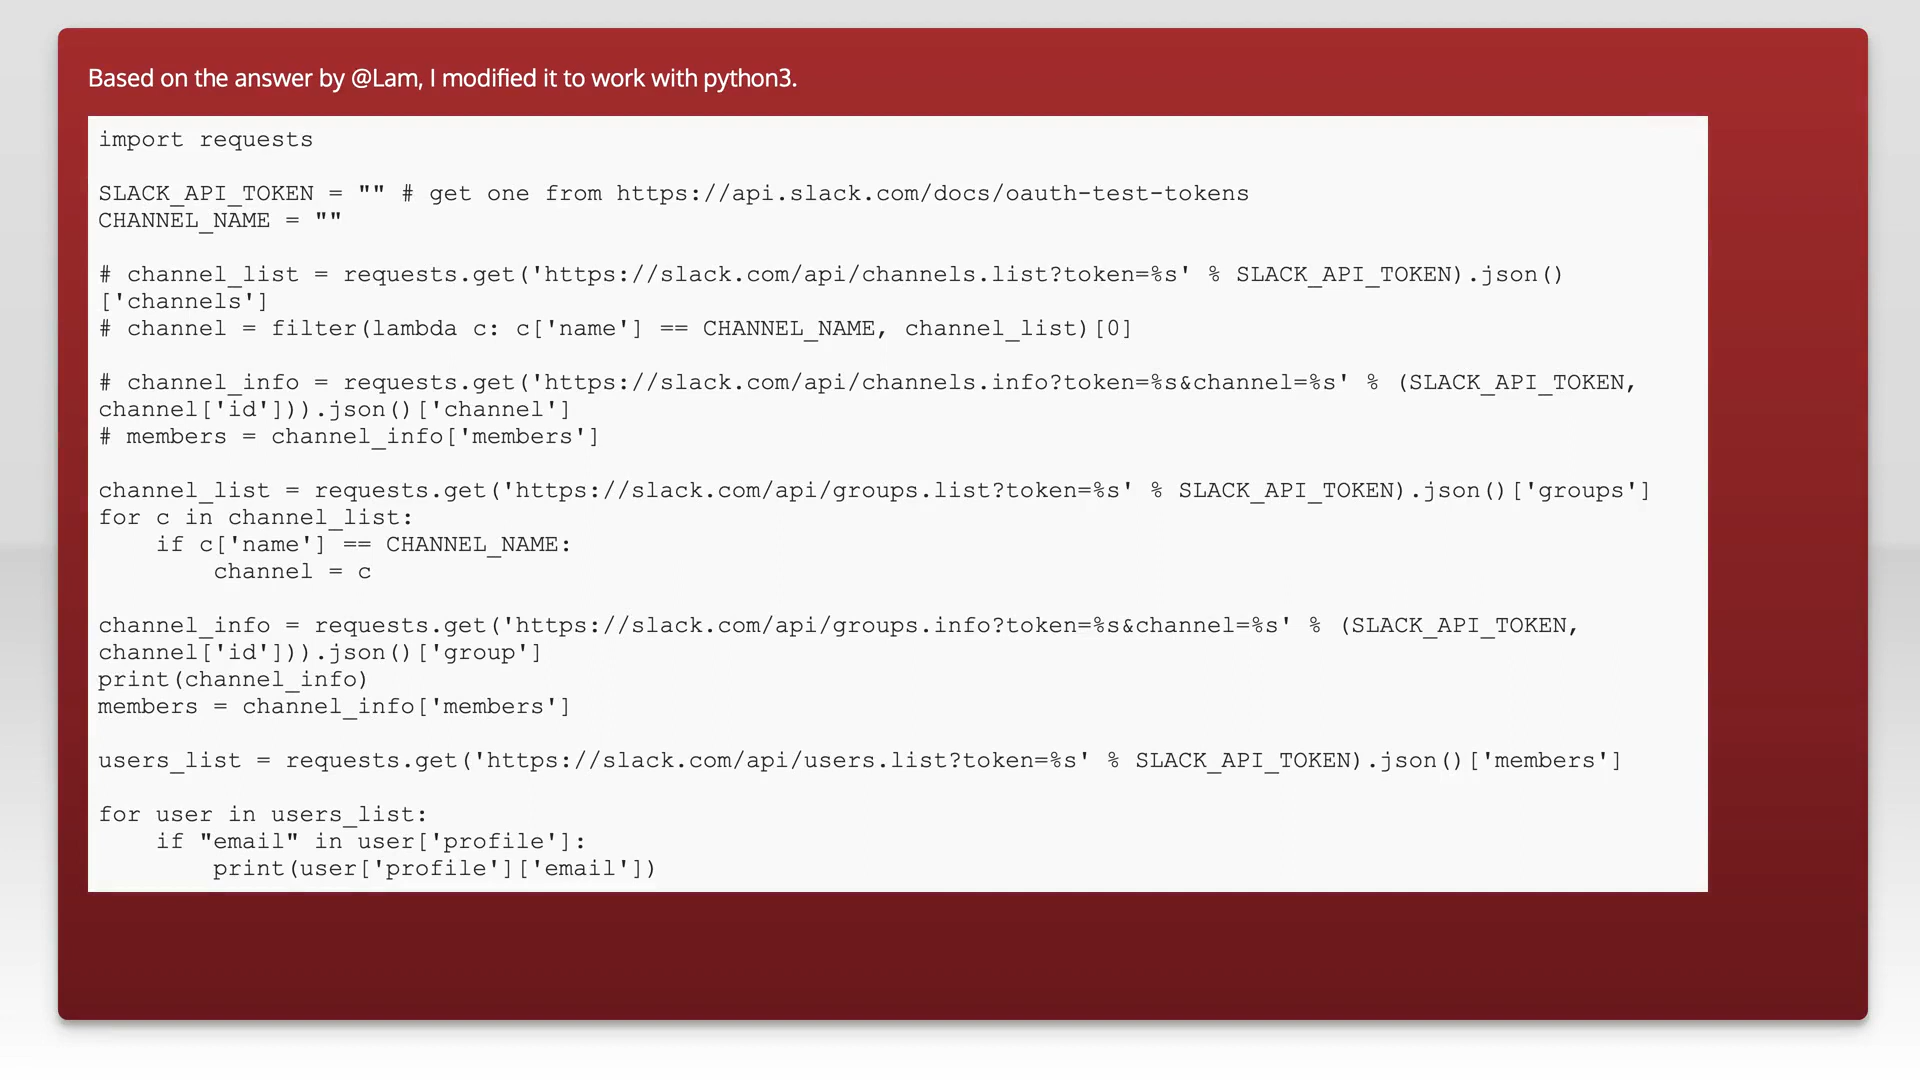 Based on the answer by @Lam, I modified it to work with python3.
import requests
SLACK_API_TOKEN = "" # get one from https://api.slack.com/docs/oauth-test-tokens
CHANNEL_NAME = ""
# channel_list = requests.get('https://slack.com/api/channels.list?token=%s' % SLACK_API_TOKEN).json()
['channels']
# channel = filter(lambda c: c['name'] == CHANNEL_NAME, channel_list)[0]
# channel_info = requests.get('https://slack.com/api/channels.info?token=%s&channel=%s' % (SLACK_API_TOKEN,
channel['id'])).json()['channel']
# members = channel_info['members']
channel_list = requests.get('https://slack.com/api/groups.list?token=%s' % SLACK_API_TOKEN).json()['groups']
for c in channel_list:
    if c['name'] == CHANNEL_NAME:
        channel = c
channel_info = requests.get('https://slack.com/api/groups.info?token=%s&channel=%s' % (SLACK_API_TOKEN,
channel['id'])).json()['group']
print(channel_info)
members = channel_info['members']
users_list = requests.get('https://slack.com/api/users.list?token=%s' % SLACK_API_TOKEN).json()['members']
for user in users_list:
    if "email" in user['profile']:
        print(user['profile']['email'])